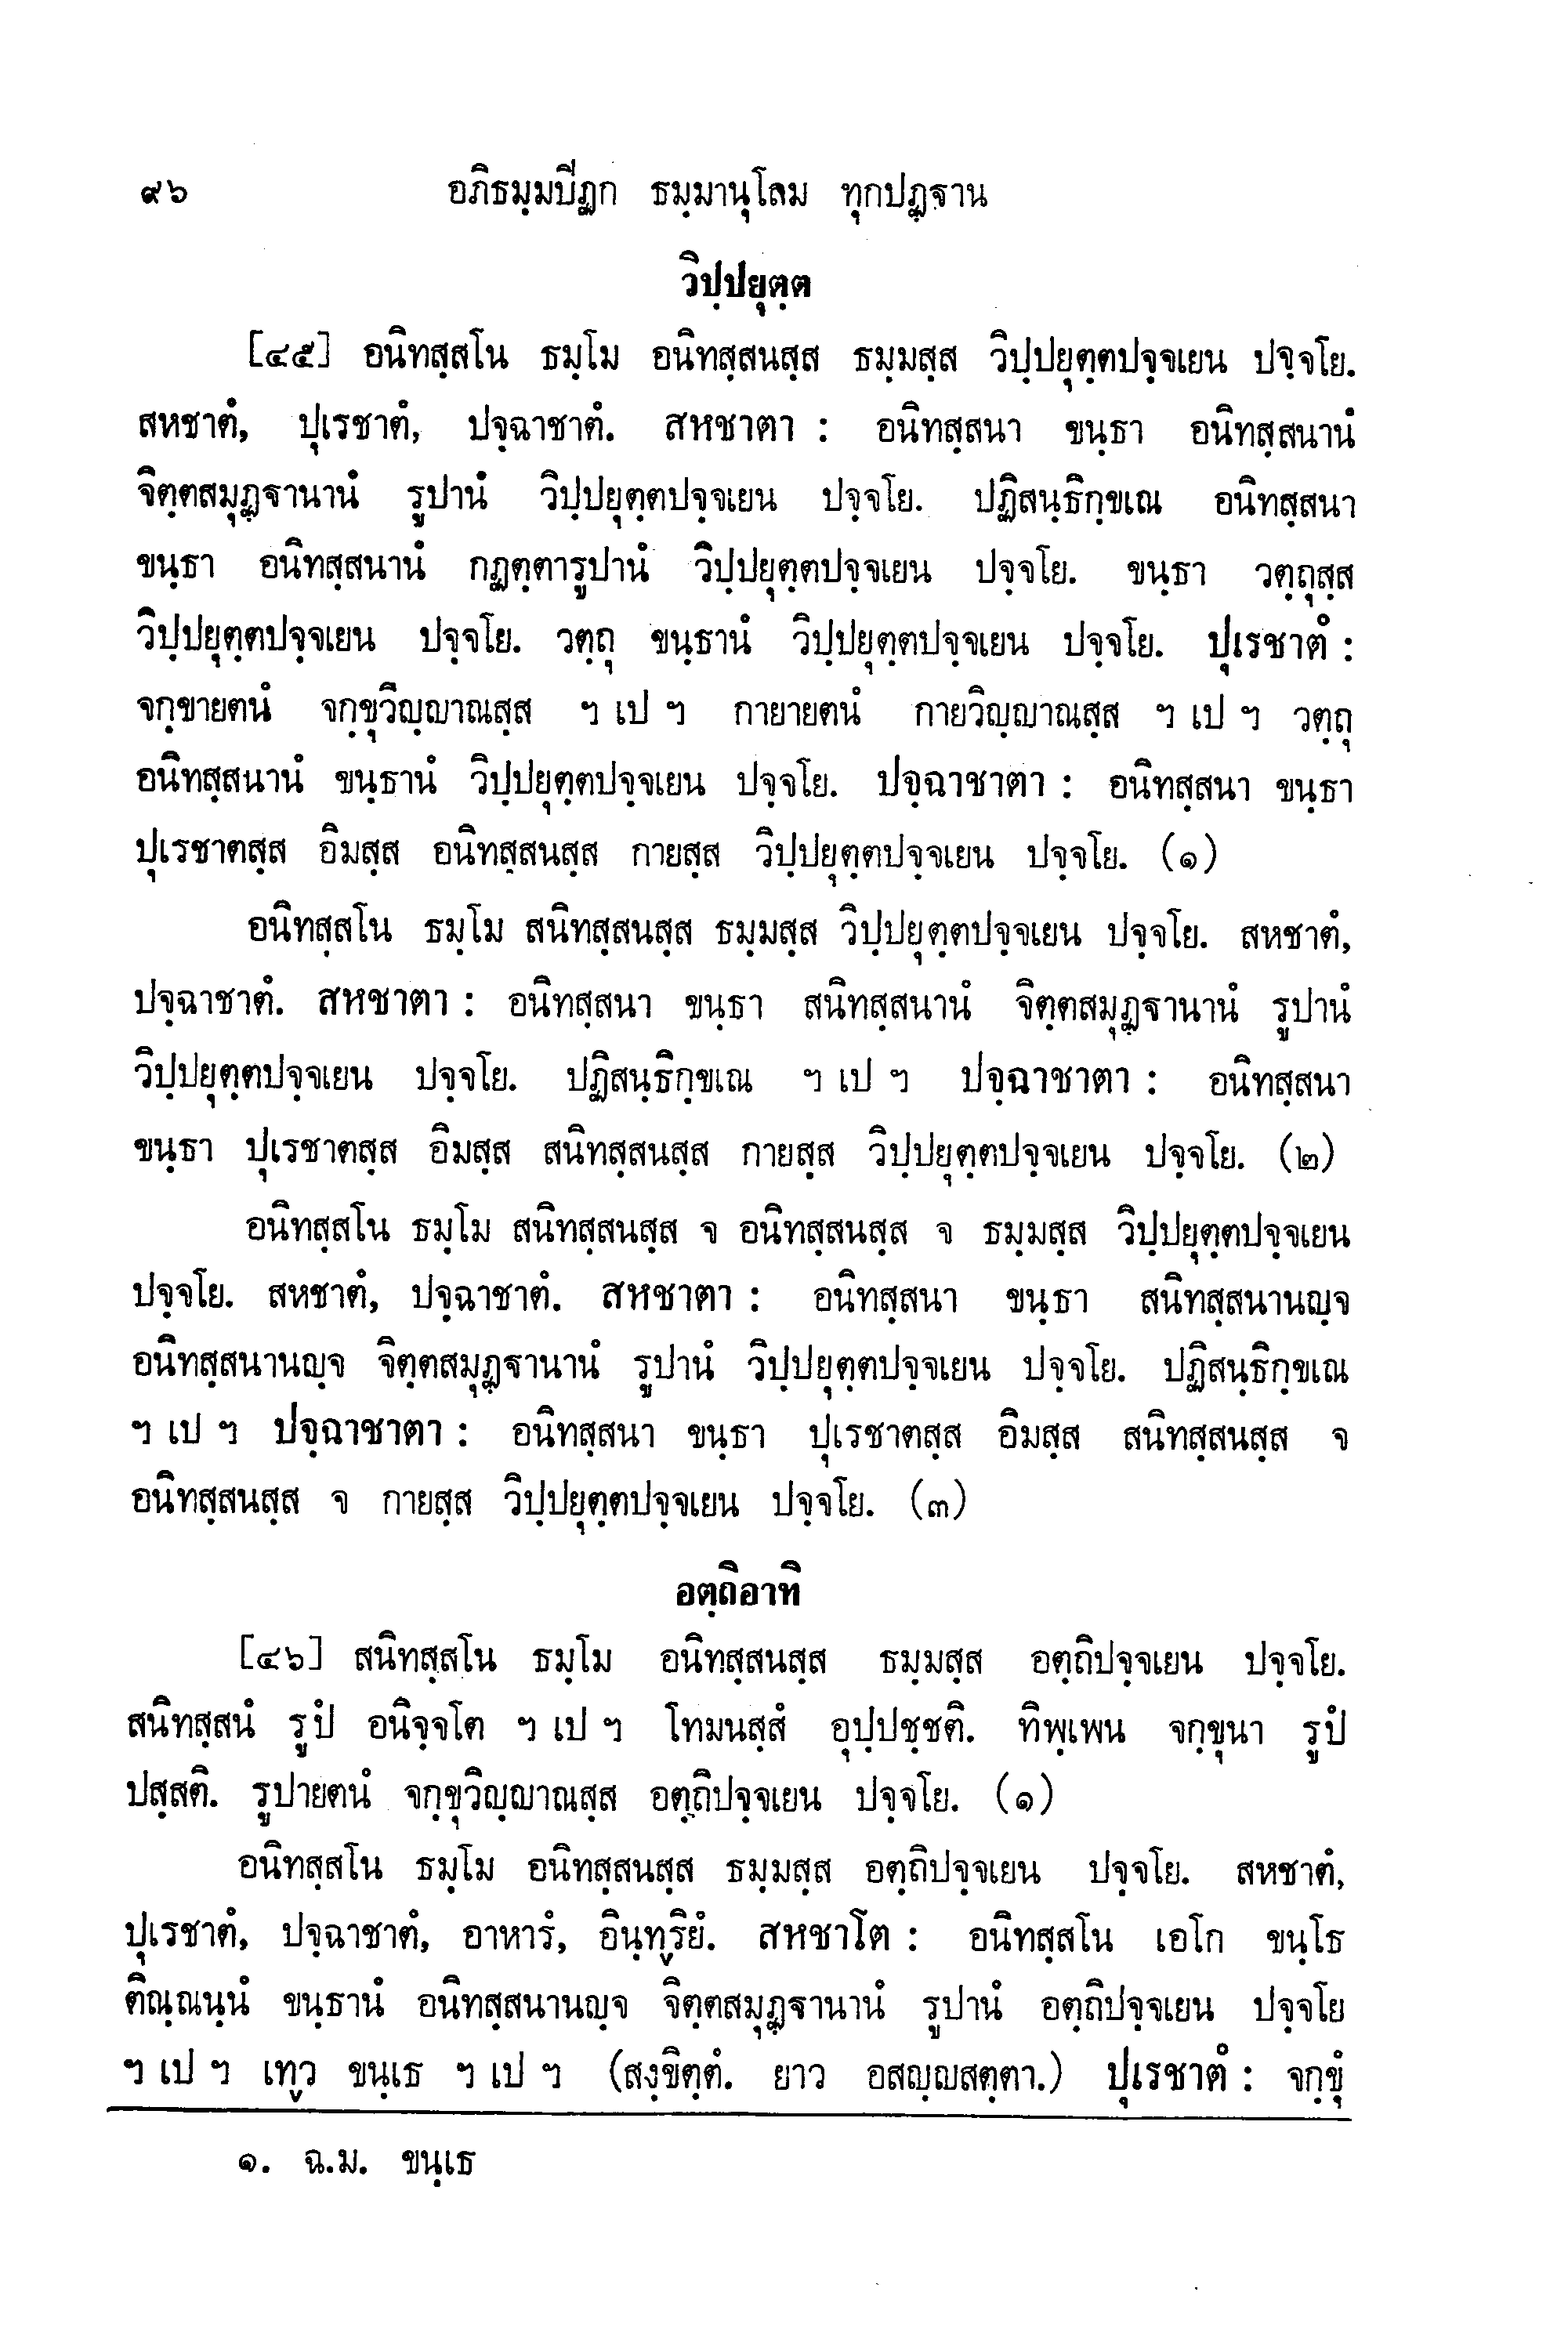 ๙๖ อภิธมฺมปิฏก ธมฺมานุโลม ทุกปฏฺฐาน
วิปฺปยุตฺต
[๔๕] อนิทสฺสโน ธมฺโม อนิทสฺสนสฺส ธมฺมสฺส วิปฺปยุตฺตปจฺจเยน ปจฺจโย.
สหชาตํ, ปุเรชาตํ, ปจฺฉาชาตํ. สหชาตา : อนิทสฺสนา ขนฺธา อนิทสฺสนานํ
จิตฺตสมุฏฺฐานานํ รูปานํ วิปฺปยุตฺตปจฺจเยน ปจฺจโย. ปฏิสนฺธิกฺขเณ อนิทสฺสนา
ขนฺธา อนิทสฺสนานํ กฏตฺตารูปานํ วิปฺปยุตฺตปจฺจเยน ปจฺจโย. ขนฺธา วตฺถุสฺส
วิปฺปยุตฺตปจฺจเยน ปจฺจโย. วตฺถุ ขนฺธานํ วิปฺปยุตฺตปจฺจเยน ปจฺจโย. ปุเรชาตํ :
จกฺขายตนํ จกฺขุวิญฺญาณสฺส ฯ เป ฯ กายายตนํ กายวิญฺญาณสฺส ฯ เป ฯ วตฺถุ
อนิทสฺสนานํ ขนฺธานํ วิปฺปยุตฺตปจฺจเยน ปจฺจโย. ปจฺฉาชาตา : อนิทสฺสนา ขนฺธา
ปุเรชาตสฺส อิมสฺส อนิทสฺสนสฺส กายสฺส วิปฺปยุตฺตปจฺจเยน ปจฺจโย. (๑)
อนิทสฺสโน ธมฺโม สนิทสฺสนสฺส ธมฺมสฺส วิปฺปยุตฺตปจฺจเยน ปจฺจโย. สหชาตํ,
ปจฺฉาชาตํ. สหชาตา : อนิทสฺสนา ขนฺธา สนิทสฺสนานํ จิตฺตสมุฏฺฐานานํ รูปานํ
วิปฺปยุตฺตปจฺจเยน ปจฺจโย. ปฏิสนฺธิกฺขเณ ฯ เป ฯ ปจฺฉาชาตา : อนิทสฺสนา
ขนฺธา ปุเรชาตสฺส อิมสฺส สนิทสฺสนสฺส กายสฺส วิปฺปยุตฺตปจฺจเยน ปจฺจโย. (๒)
อนิทสฺสโน ธมฺโม สนิทสฺสนสฺส จ อนิทสฺสนสฺส จ ธมฺมสฺส วิปฺปยุตฺตปจฺจเยน
ปจฺจโย. สหชาตํ, ปจฺฉาชาตํ. สหชาตา : อนิทสฺสนา ขนฺธา สนิทสฺสนานญฺจ
อนิทสฺสนานญฺจ จิตฺตสมุฏฺฐานานํ รูปานํ วิปฺปยุตฺตปจฺจเยน ปจฺจโย. ปฏิสนฺธิกฺขเณ
ฯ เป ฯ ปจฺฉาชาตา : อนิทสฺสนา ขนฺธา ปุเรชาตสฺส อิมสฺส สนิทสฺสนสฺส จ
อนิทสฺสนสฺส จ กายสฺส วิปฺปยุตฺตปจฺจเยน ปจฺจโย. (๓)
อตฺถิอาทิ
[๔๖] สนิทสฺสโน ธมฺโม อนิทสฺสนสฺส ธมฺมสฺส อตฺถิปจฺจเยน ปจฺจโย.
สนิทสฺสนํ รูปํ อนิจฺจโต ฯ เป ฯ โทมนสฺสํ อุปฺปชฺชติ. ทิพฺเพน จกฺขุนา รูปํ
ปสฺสติ. รูปายตนํ จกฺขุวิญฺญาณสฺส อตฺถิปจฺจเยน ปจฺจโย. (๑)
อนิทสฺสโน ธมฺโม อนิทสฺสนสฺส ธมฺมสฺส อตฺถิปจฺจเยน ปจฺจโย. สหชาตํ,
ปุเรชาตํ, ปจฺฉาชาตํ, อาหารํ, อินฺทฺริยํ. สหชาโต : อนิทสฺสโน เอโก ขนฺโธ
ติณฺณนฺนํ ขนฺธานํ อนิทสฺสนานญฺจ จิตฺตสมุฏฺฐานานํ รูปานํ อตฺถิปจฺจเยน ปจฺจโย
ฯ เป ฯ เทฺว ขนฺเธ ฯ เป ฯ (สงฺขิตฺตํ. ยาว อสญฺญสตฺตา.) ปุเรชาตํ : จกฺขุํ
๑. ฉ.ม. ขนฺเธ